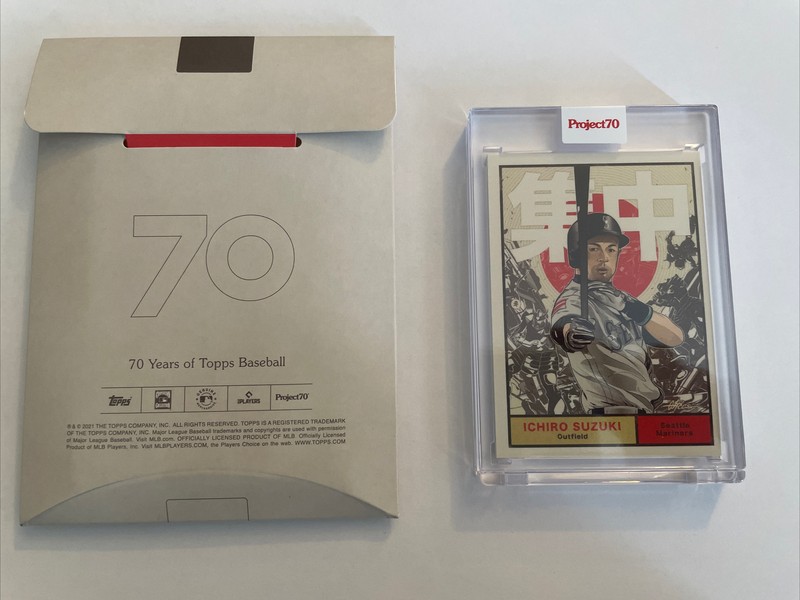 70
70 Years of Topps Baseball
Topps
GENUINE
PLAYERS
Project70
®& © 2021 THE TOPPS COMPANY, INC. ALL RIGHTS RESERVED. TOPPS IS A REGISTERED TRADEMARK
OF THE TOPPS COMPANY, INC. Major League Baseball trademarks and copyrights are used with permission
of Major League Baseball. Visit MLB.com. OFFICIALLY LICENSED PRODUCT OF MLB. Officially Licensed
Product of MLB Players, Inc. Visit MLBPLAYERS.COM, the Players Choice on the web. WWW.TOPPS.COM
Project70
集中
ICHIRO SUZUKI
Outfield
Seattle
Mariners